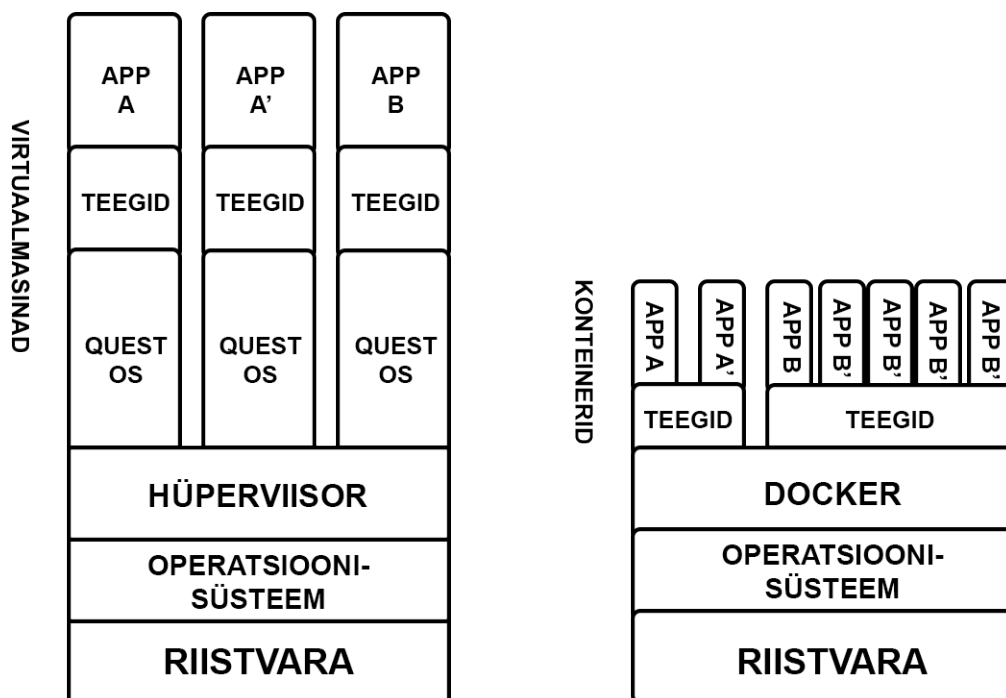 VIRTUAALMASINAD
APP
A
APP
A’
APP
B
TEEGID
TEEGID
TEEGID
QUEST
OS
QUEST
OS
QUEST
OS
HÜPERVIISOR
OPERATSIOONI-
SÜSTEEM
RIISTVARA
KONTEINERID
APP A
APP A’
APP B
APP B’
APP B’
APP B’
APP B’
TEEGID
TEEGID
DOCKER
OPERATSIOONI-
SÜSTEEM
RIISTVARA